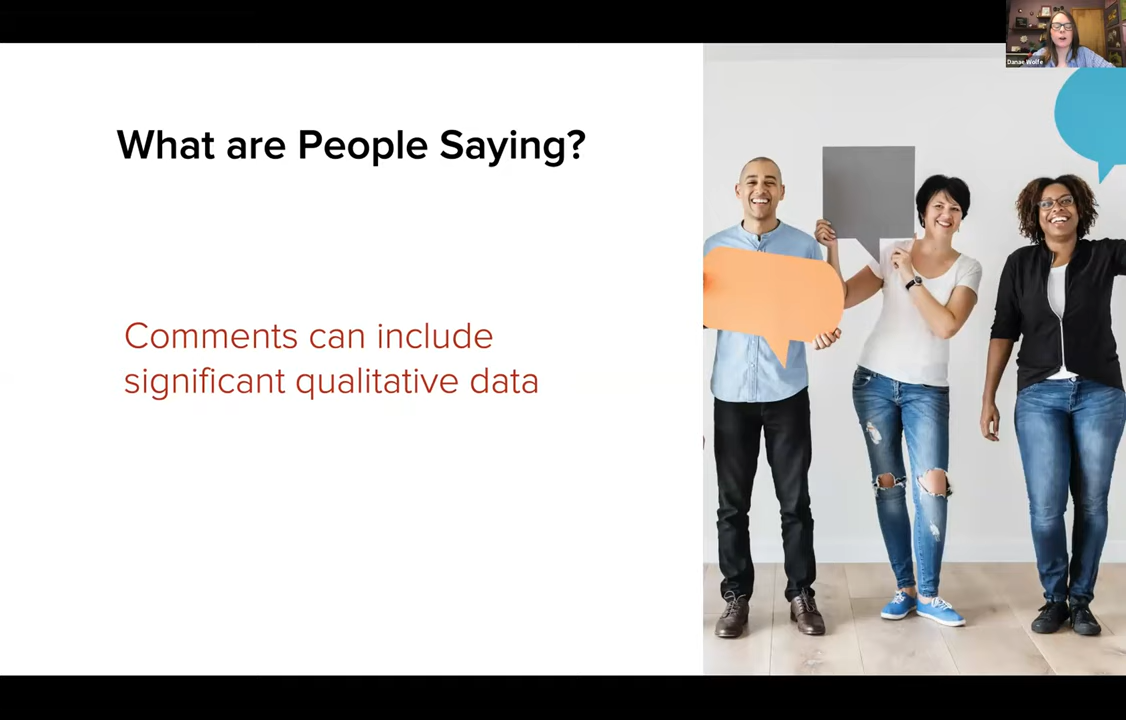 Danae Wolfe
What are People Saying?
Comments can include
significant qualitative data